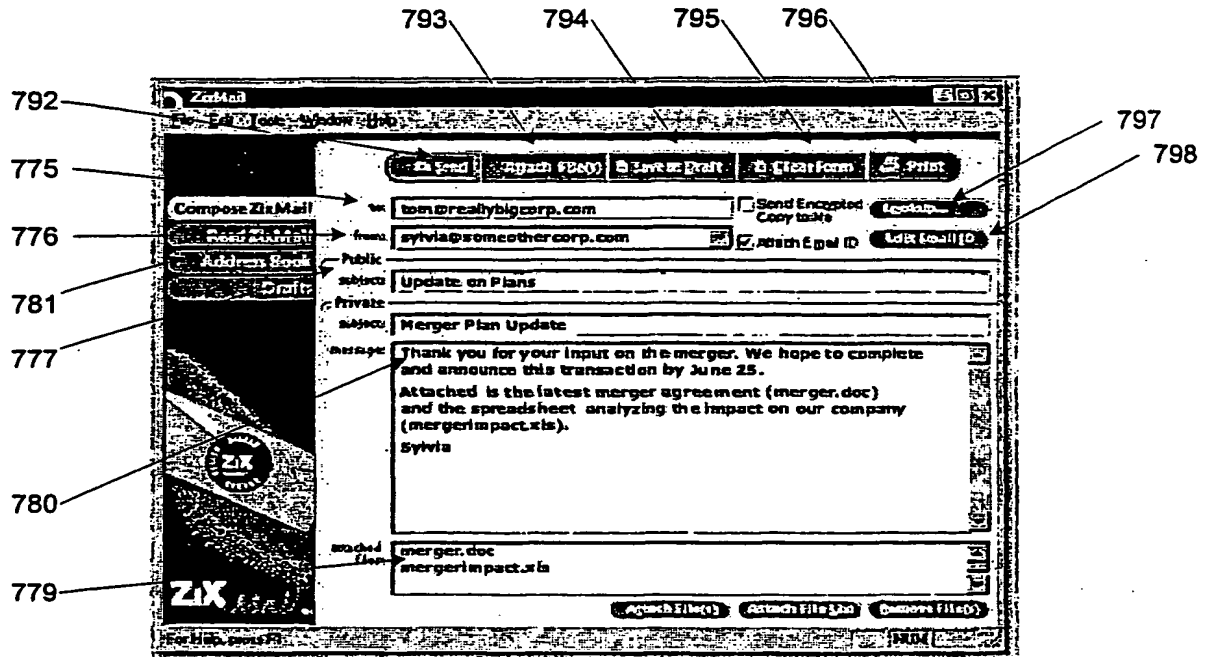 793 794 795 796
792
ZixMail
File Edit Tools Window Help
797
798
775
Send Attach File(s) Save as Draft Clear Form Print
Compose ZixMail
to: tom@reallybigcorp.com
Send Encrypted
Copy to Me
776
from: sylvia@someothercorp.com
Attach Email ID
Edit Email ID
Address Book
Public
781
Drafts
subject: Update on Plans
Private
777
subject: Merger Plan Update
message: Thank you for your input on the merger. We hope to complete
and announce this transaction by June 25.
Attached is the latest merger agreement (merger.doc)
and the spreadsheet analyzing the impact on our company
(mergerimpact.xls).
Sylvia
ZiX
780
attached
files:
merger.doc
mergerimpact.xls
779
ZiX Mail
Attach File(s) Attach File List Remove File(s)
For Help, press F1
NUM